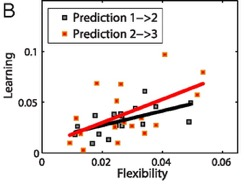 B
Prediction 1->2
Prediction 2->3
0.1
Learning
0.05
0
0
0.02
0.04
0.06
Flexibility